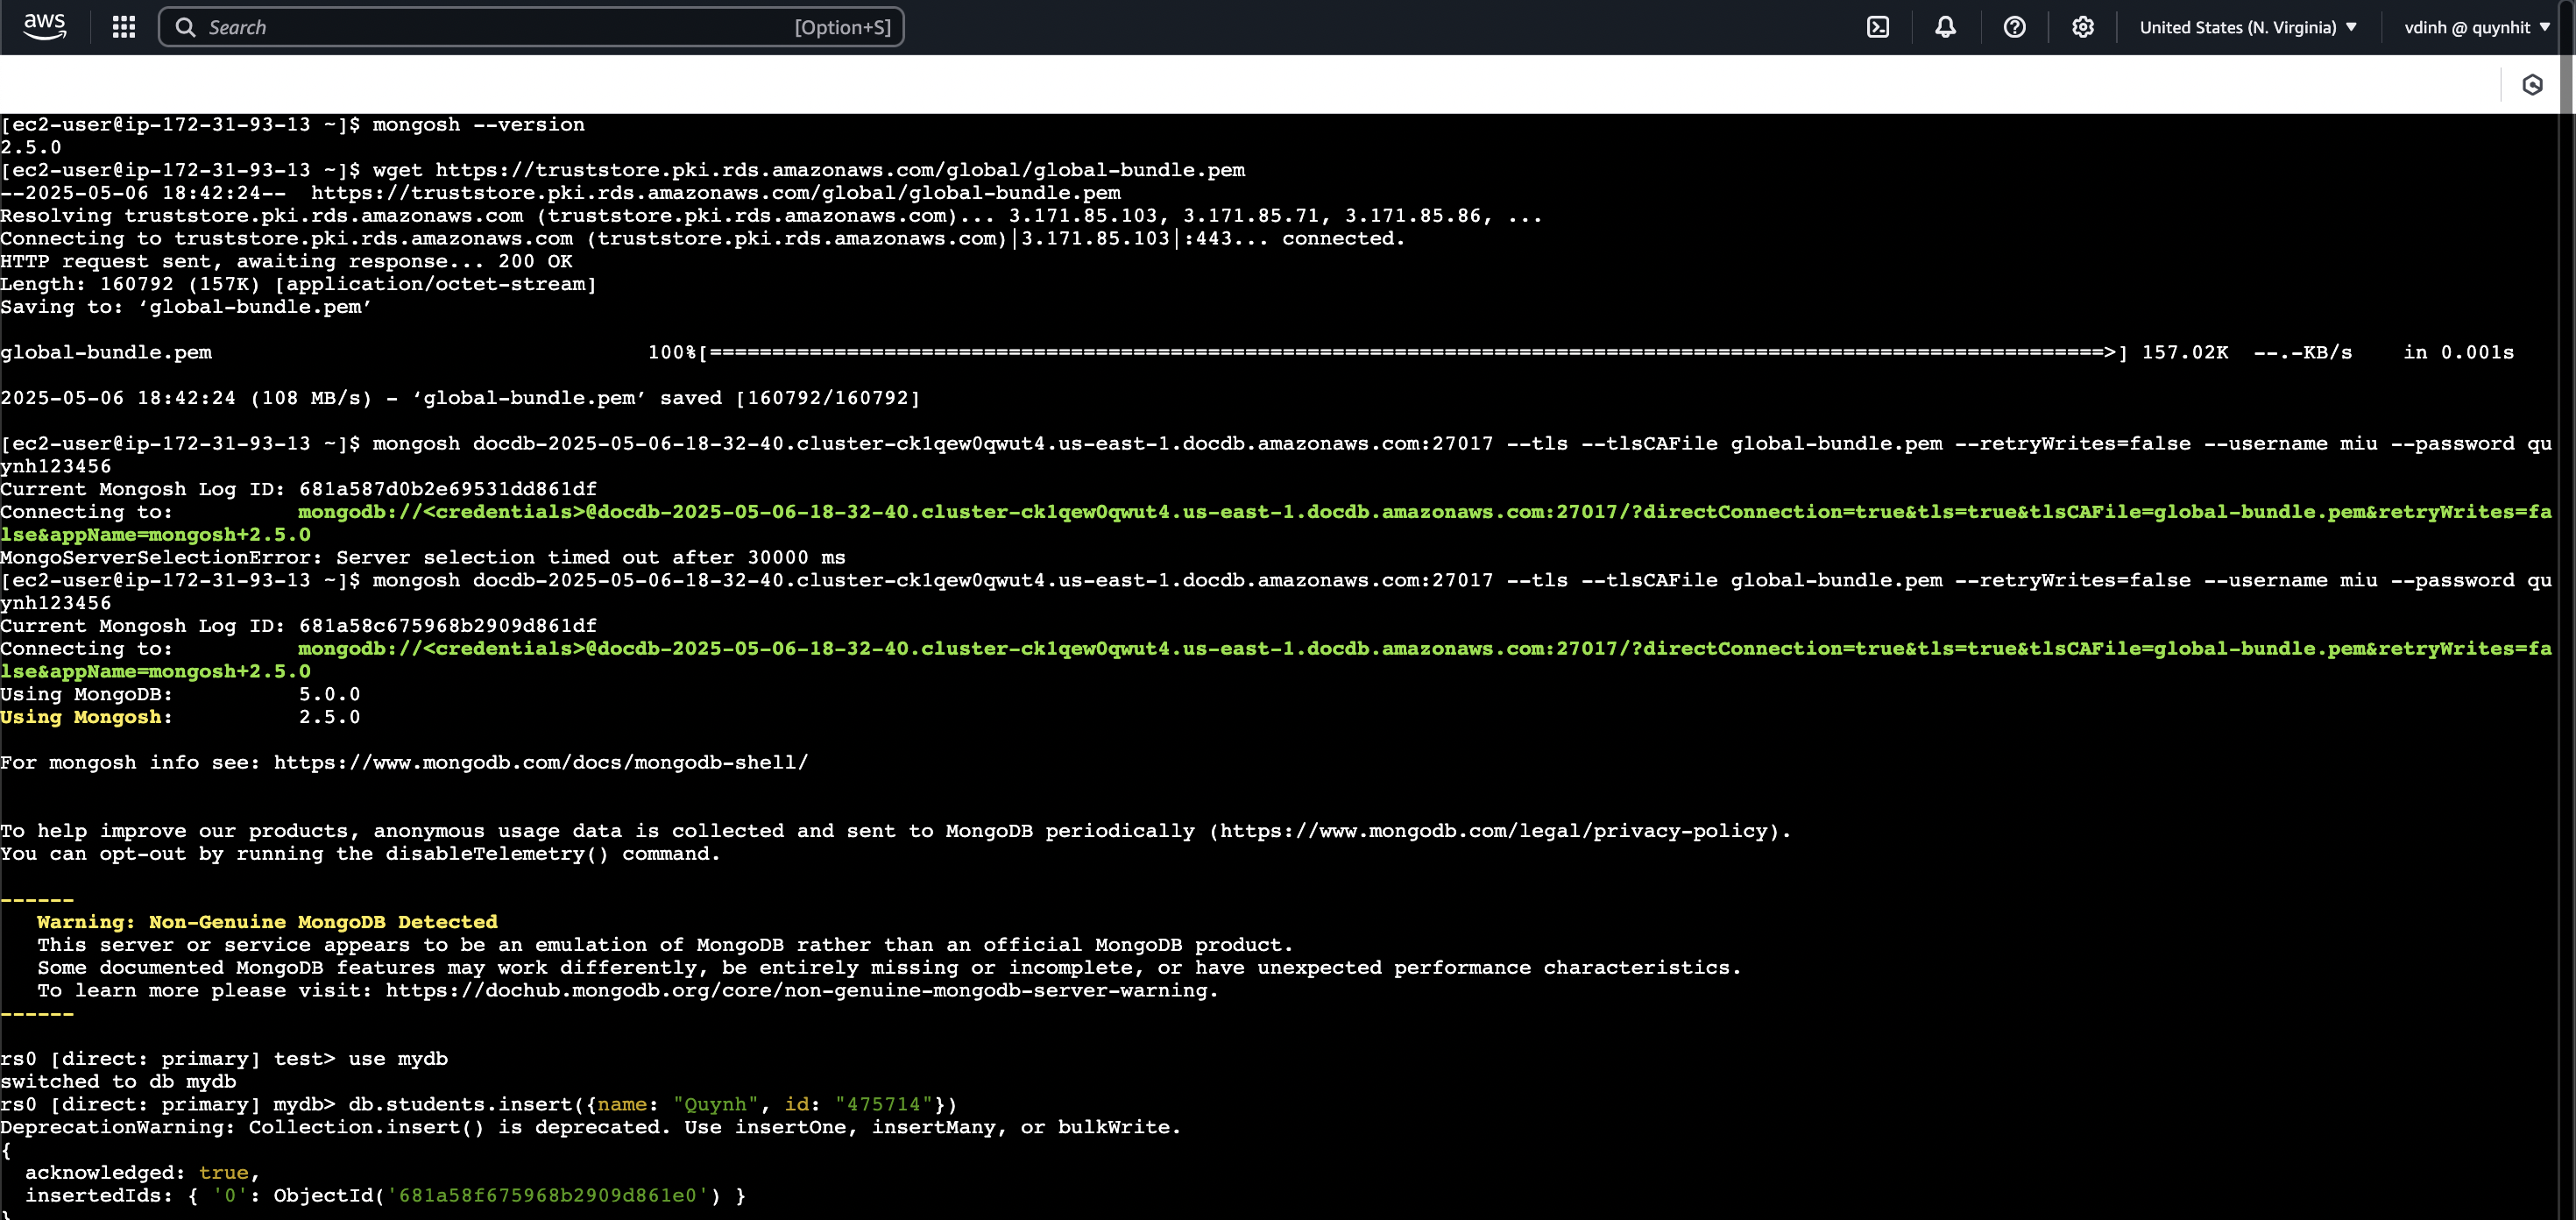 aws
Search [Option+S] United States (N. Virginia) vdinh @ quynhit
[ec2-user@ip-172-31-93-13 ~]$ mongosh --version
2.5.0
[ec2-user@ip-172-31-93-13 ~]$ wget https://truststore.pki.rds.amazonaws.com/global/global-bundle.pem
--2025-05-06 18:42:24--  https://truststore.pki.rds.amazonaws.com/global/global-bundle.pem
Resolving truststore.pki.rds.amazonaws.com (truststore.pki.rds.amazonaws.com)... 3.171.85.103, 3.171.85.71, 3.171.85.86, ...
Connecting to truststore.pki.rds.amazonaws.com (truststore.pki.rds.amazonaws.com)|3.171.85.103|:443... connected.
HTTP request sent, awaiting response... 200 OK
Length: 160792 (157K) [application/octet-stream]
Saving to: ‘global-bundle.pem’
global-bundle.pem 100%[================================================================================================================>] 157.02K --.-KB/s in 0.001s
2025-05-06 18:42:24 (108 MB/s) - ‘global-bundle.pem’ saved [160792/160792]
[ec2-user@ip-172-31-93-13 ~]$ mongosh docdb-2025-05-06-18-32-40.cluster-ck1qew0qwut4.us-east-1.docdb.amazonaws.com:27017 --tls --tlsCAFile global-bundle.pem --retryWrites=false --username miu --password qu
ynh123456
Current Mongosh Log ID: 681a587d0b2e69531dd861df
Connecting to: mongodb://<credentials>@docdb-2025-05-06-18-32-40.cluster-ck1qew0qwut4.us-east-1.docdb.amazonaws.com:27017/?directConnection=true&tls=true&tlsCAFile=global-bundle.pem&retryWrites=fa
lse&appName=mongosh+2.5.0
MongoServerSelectionError: Server selection timed out after 30000 ms
[ec2-user@ip-172-31-93-13 ~]$ mongosh docdb-2025-05-06-18-32-40.cluster-ck1qew0qwut4.us-east-1.docdb.amazonaws.com:27017 --tls --tlsCAFile global-bundle.pem --retryWrites=false --username miu --password qu
ynh123456
Current Mongosh Log ID: 681a58c675968b2909d861df
Connecting to: mongodb://<credentials>@docdb-2025-05-06-18-32-40.cluster-ck1qew0qwut4.us-east-1.docdb.amazonaws.com:27017/?directConnection=true&tls=true&tlsCAFile=global-bundle.pem&retryWrites=fa
lse&appName=mongosh+2.5.0
Using MongoDB: 5.0.0
Using Mongosh: 2.5.0
For mongosh info see: https://www.mongodb.com/docs/mongodb-shell/
To help improve our products, anonymous usage data is collected and sent to MongoDB periodically (https://www.mongodb.com/legal/privacy-policy).
You can opt-out by running the disableTelemetry() command.
------
Warning: Non-Genuine MongoDB Detected
This server or service appears to be an emulation of MongoDB rather than an official MongoDB product.
Some documented MongoDB features may work differently, be entirely missing or incomplete, or have unexpected performance characteristics.
To learn more please visit: https://dochub.mongodb.org/core/non-genuine-mongodb-server-warning.
------
rs0 [direct: primary] test> use mydb
switched to db mydb
rs0 [direct: primary] mydb> db.students.insert({name: "Quynh", id: "475714"})
DeprecationWarning: Collection.insert() is deprecated. Use insertOne, insertMany, or bulkWrite.
{
acknowledged: true,
insertedIds: { '0': ObjectId('681a58f675968b2909d861e0') }
}